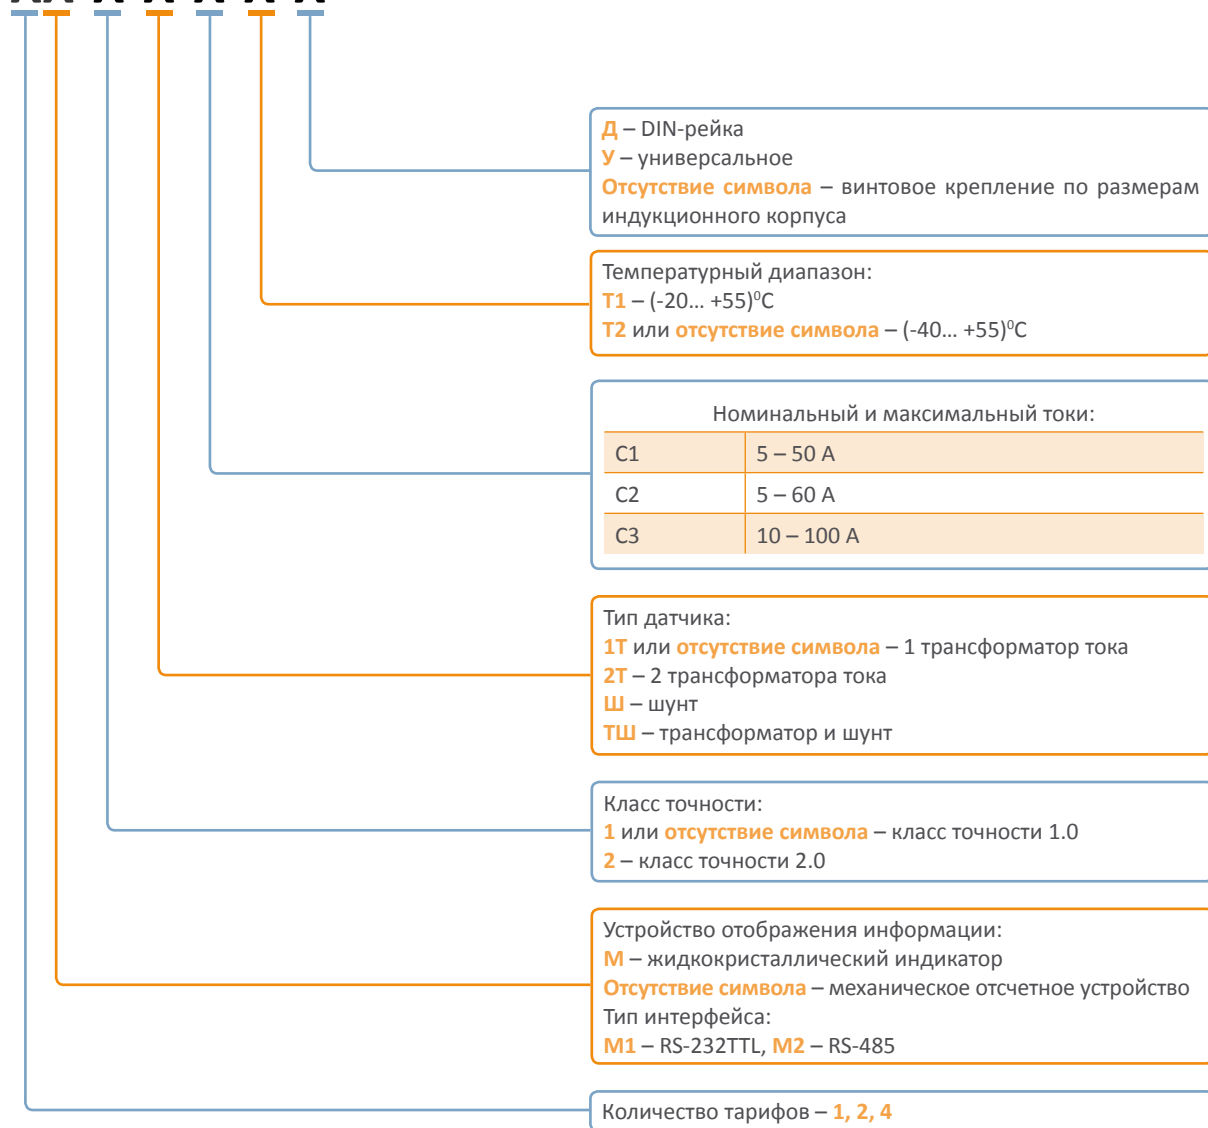 Д – DIN-рейка
У – универсальное
Отсутствие символа – винтовое крепление по размерам
индукционного корпуса
Температурный диапазон:
Т1 – (-20... +55)⁰С
Т2 или отсутствие символа – (-40... +55)⁰С
Номинальный и максимальный токи:
С1 5 – 50 А
С2 5 – 60 А
С3 10 – 100 А
Тип датчика:
1Т или отсутствие символа – 1 трансформатор тока
2Т – 2 трансформатора тока
Ш – шунт
ТШ – трансформатор и шунт
Класс точности:
1 или отсутствие символа – класс точности 1.0
2 – класс точности 2.0
Устройство отображения информации:
М – жидкокристаллический индикатор
Отсутствие символа – механическое отсчетное устройство
Тип интерфейса:
М1 – RS-232TTL, М2 – RS-485
Количество тарифов – 1, 2, 4